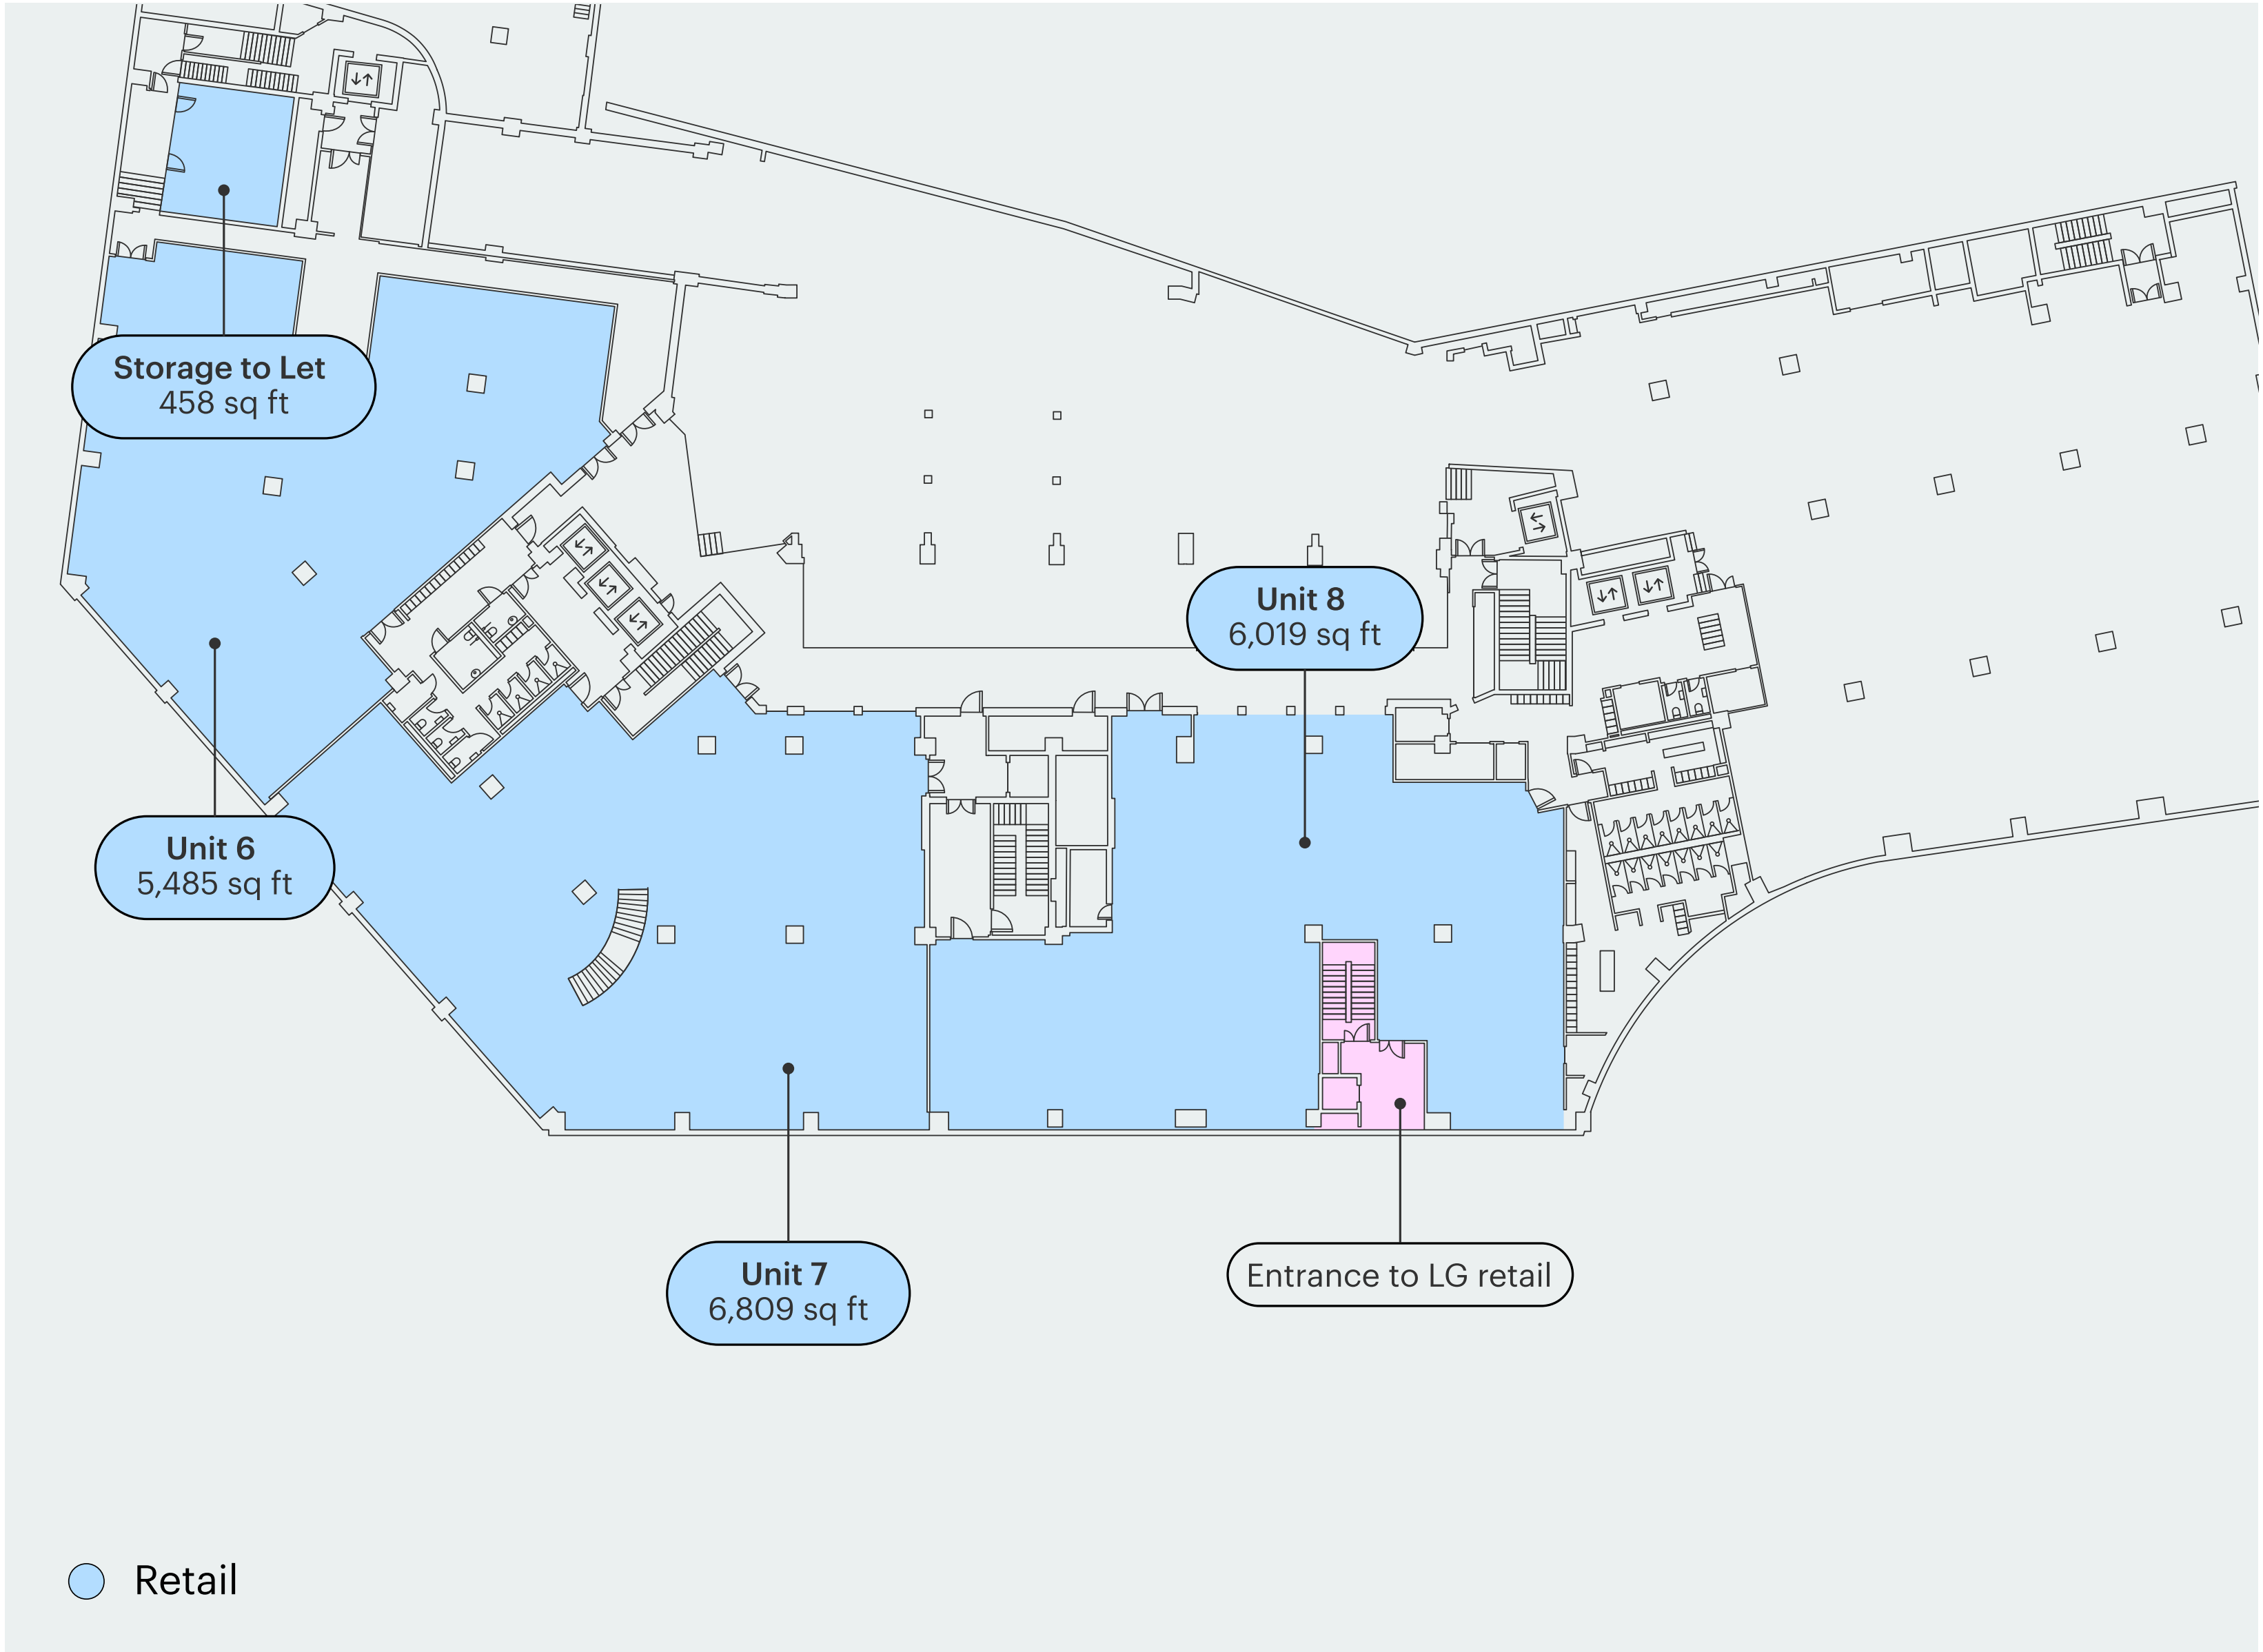 Storage to Let
458 sq ft
Unit 8
6,019 sq ft
Unit 6
5,485 sq ft
Unit 7
6,809 sq ft
Entrance to LG retail
Retail